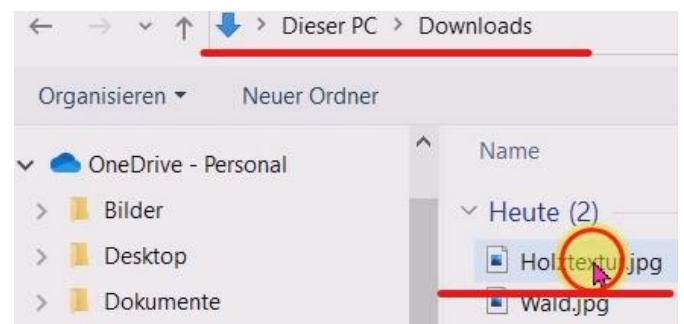 Dieser PC > Downloads
Organisieren Neuer Ordner
OneDrive - Personal
Bilder
Desktop
Dokumente
Name
Heute (2)
Holztextur.jpg
Wald.jpg